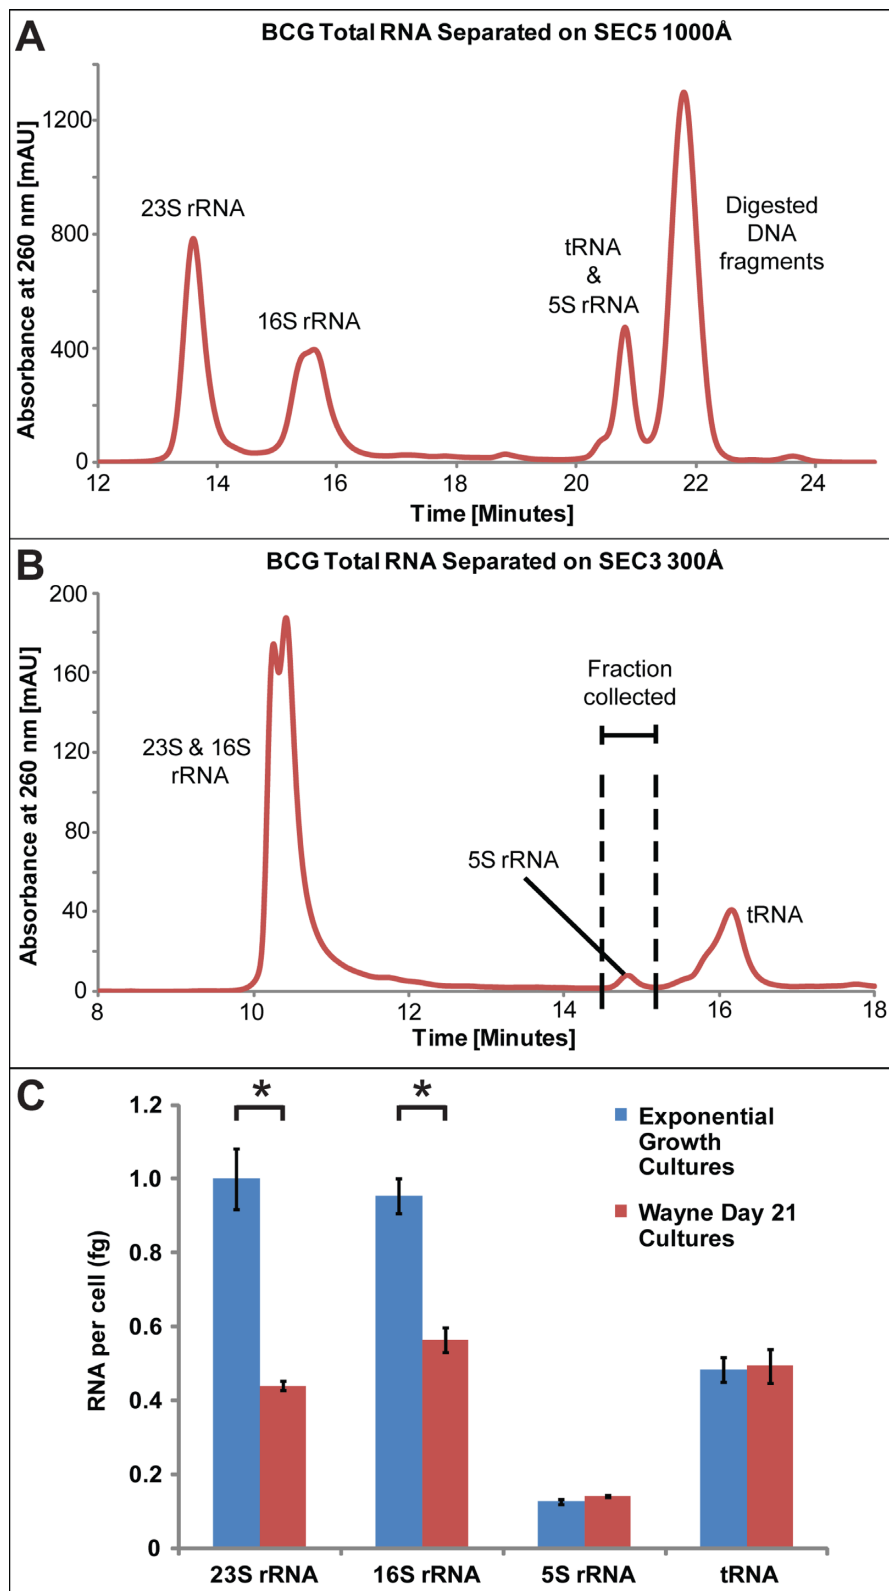 A
BCG Total RNA Separated on SEC5 1000Å
Absorbance at 260 nm [mAU]
1200
800
400
0
23S rRNA
16S rRNA
tRNA
&
5S rRNA
Digested
DNA
fragments
12 14 16 18 20 22 24
Time [Minutes]
B
BCG Total RNA Separated on SEC3 300Å
Absorbance at 260 nm [mAU]
200
160
120
80
40
0
23S & 16S
rRNA
Fraction
collected
5S rRNA
tRNA
8 10 12 14 16 18
Time [Minutes]
C
RNA per cell (fg)
1.2
1.0
0.8
0.6
0.4
0.2
0
* *
Exponential
Growth
Cultures
Wayne Day 21
Cultures
23S rRNA 16S rRNA 5S rRNA tRNA